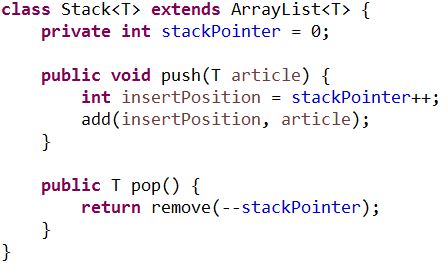 class Stack<T> extends ArrayList<T> {
    private int stackPointer = 0;

    public void push(T article) {
        int insertPosition = stackPointer++;
        add(insertPosition, article);
    }

    public T pop() {
        return remove(--stackPointer);
    }
}